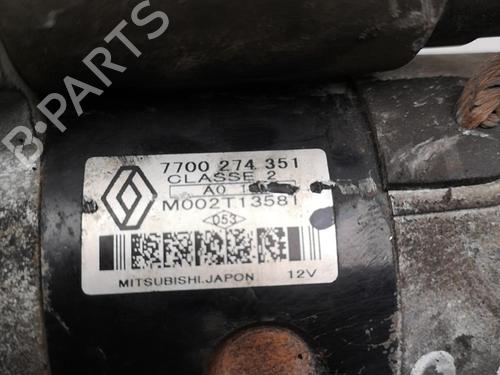 B-PARTS
7700 274 351
CLASSE 2
A0
M002T13581
053
MITSUBISHI.JAPON 12V